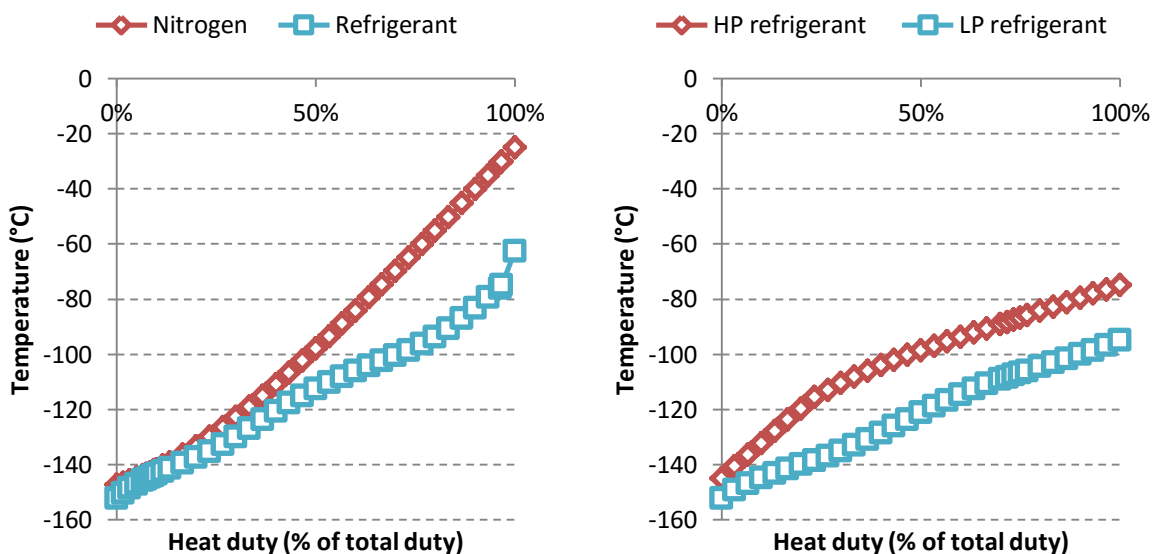 Nitrogen Refrigerant
0
0% 50% 100%
-20
-40
-60
-80
-100
-120
-140
-160
Temperature (°C)
Heat duty (% of total duty)
HP refrigerant LP refrigerant
0
0% 50% 100%
-20
-40
-60
-80
-100
-120
-140
-160
Temperature (°C)
Heat duty (% of total duty)